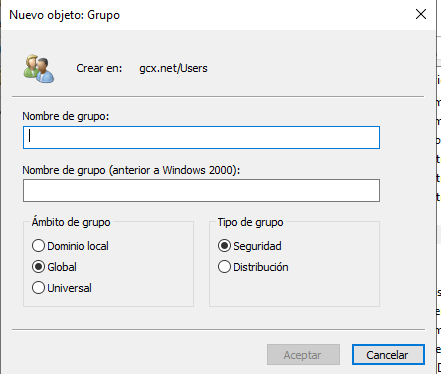 Nuevo objeto: Grupo
Crear en: gcx.net/Users
Nombre de grupo:
Nombre de grupo (anterior a Windows 2000):
Ámbito de grupo
Dominio local
Global
Universal
Tipo de grupo
Seguridad
Distribución
Aceptar
Cancelar